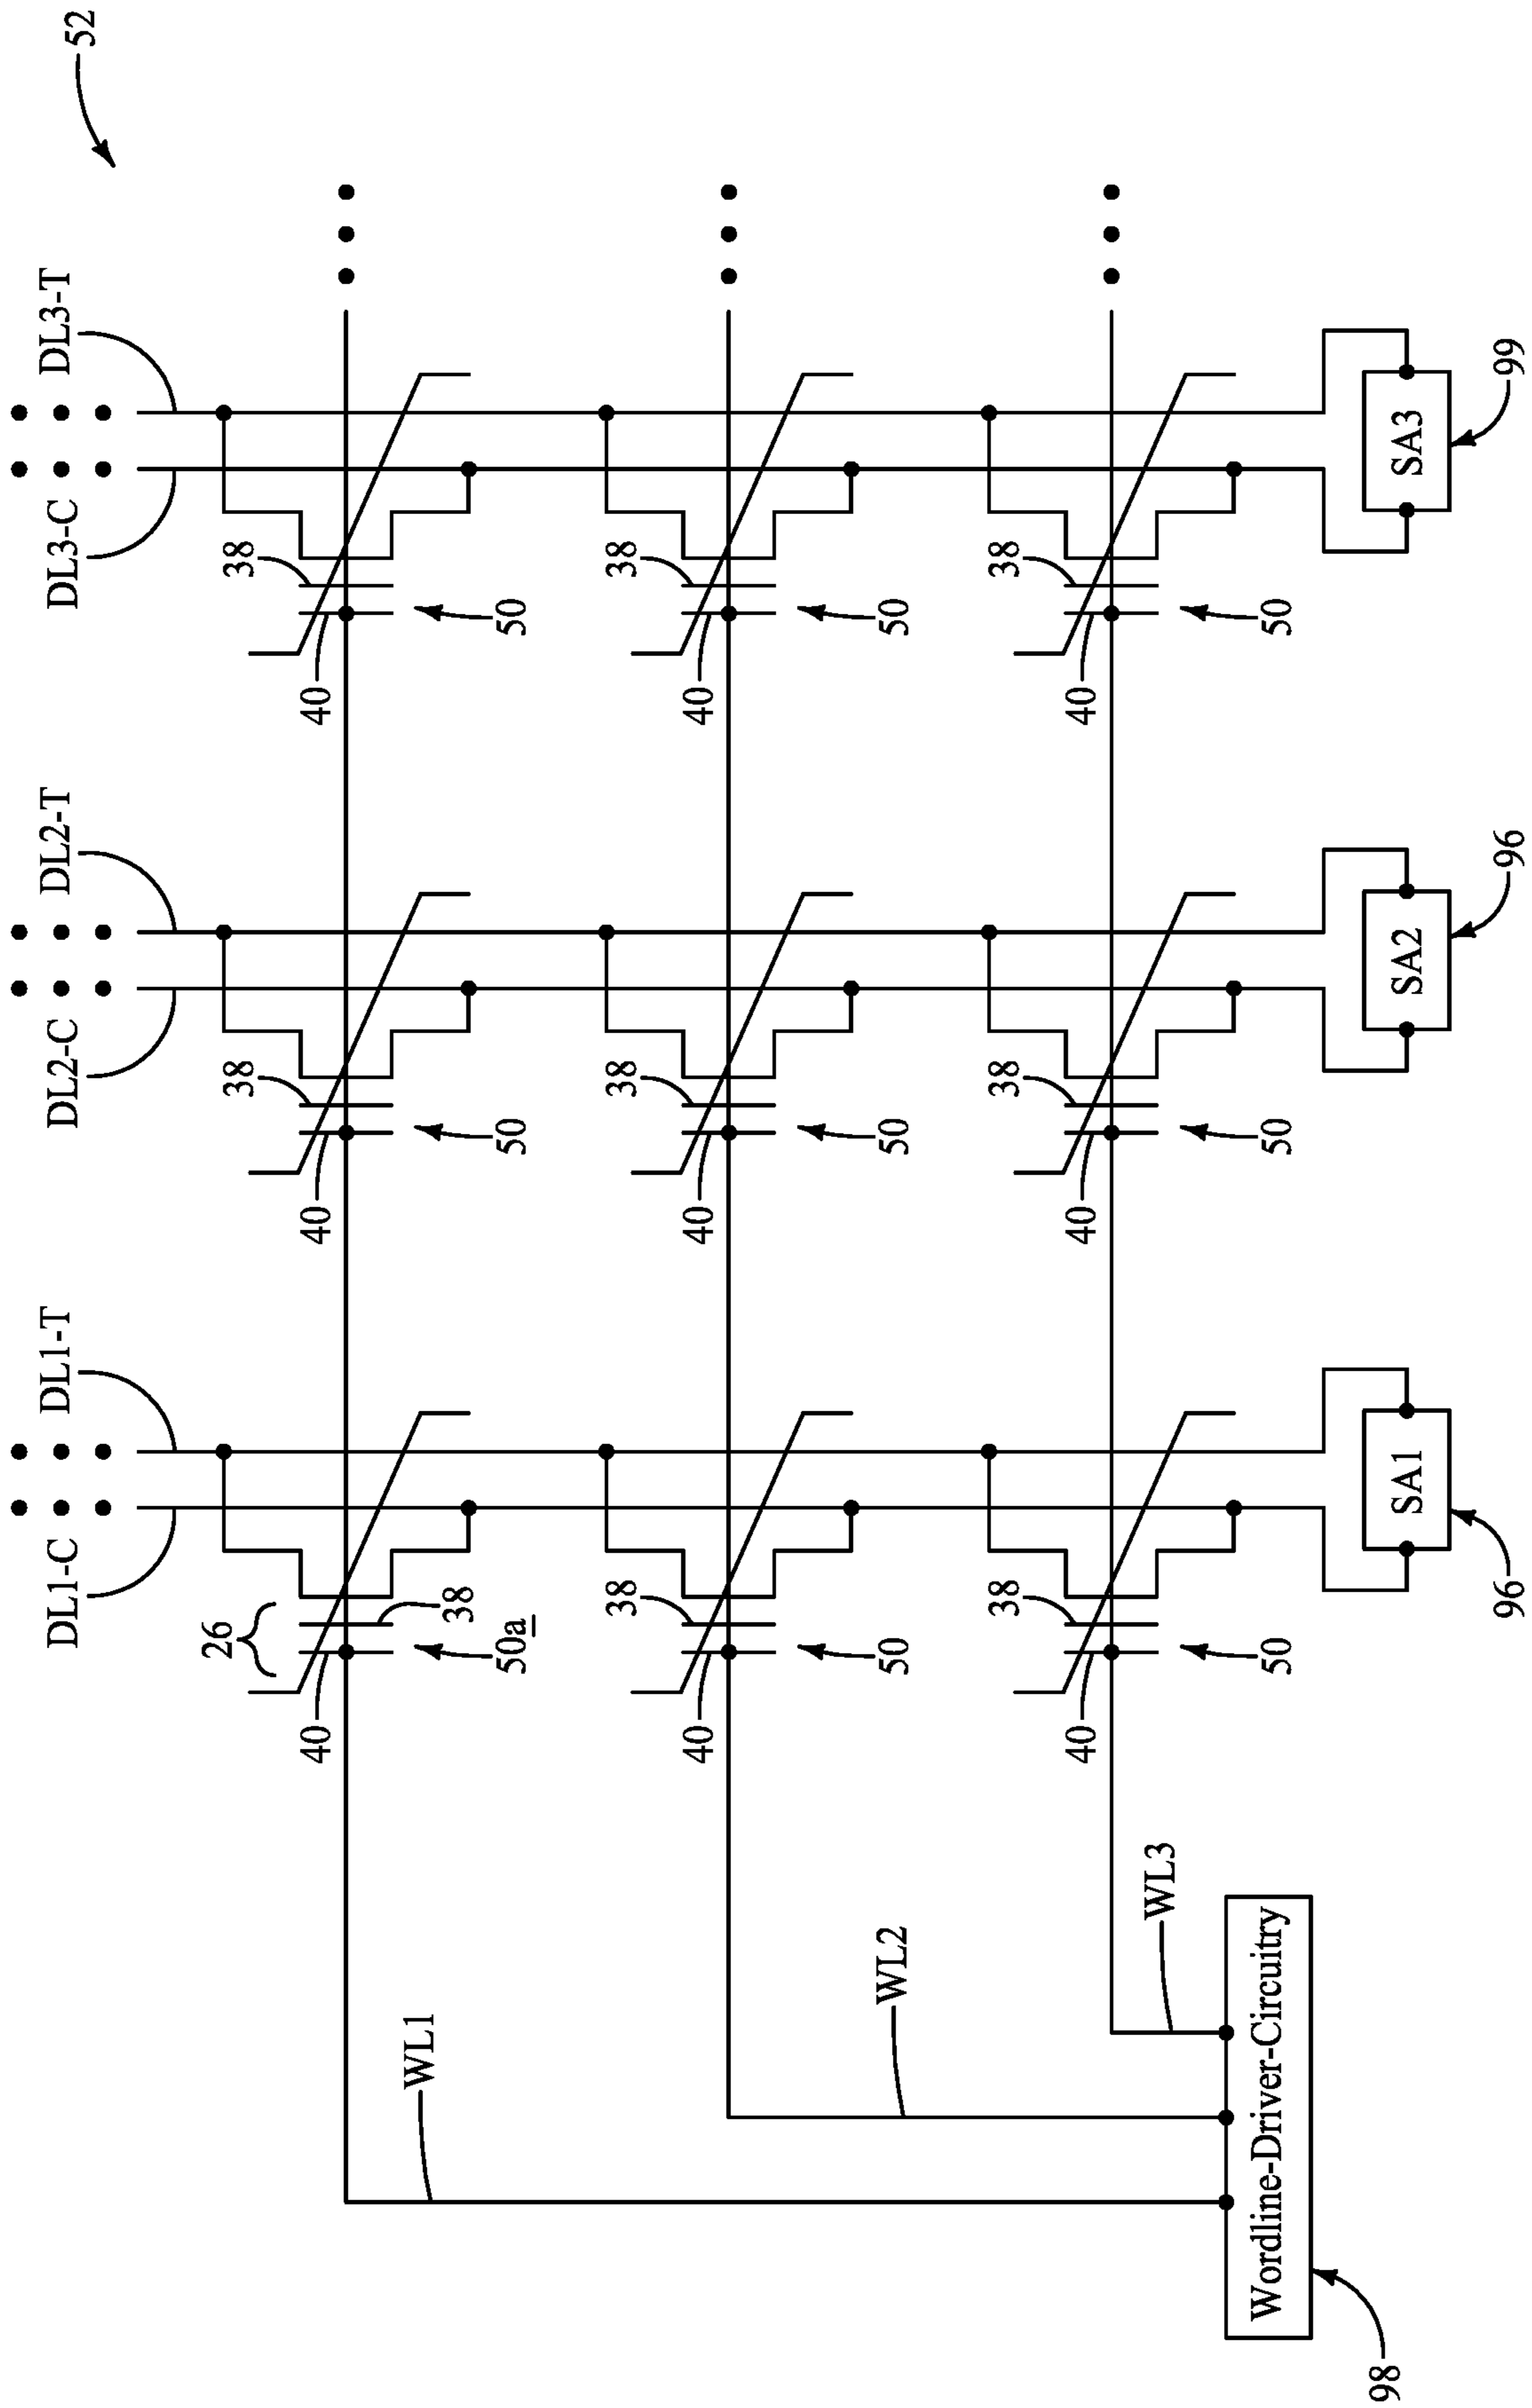 DL1-C
DL1-T
DL2-C
DL2-T
DL3-C
DL3-T
52
26
38
38
40
40
40
WL1
38
50a
50
50
38
38
38
40
40
40
WL2
50
50
50
38
38
38
40
40
40
WL3
50
50
50
Wordline-Driver-Circuitry
98
SA1
SA2
SA3
96
96
99